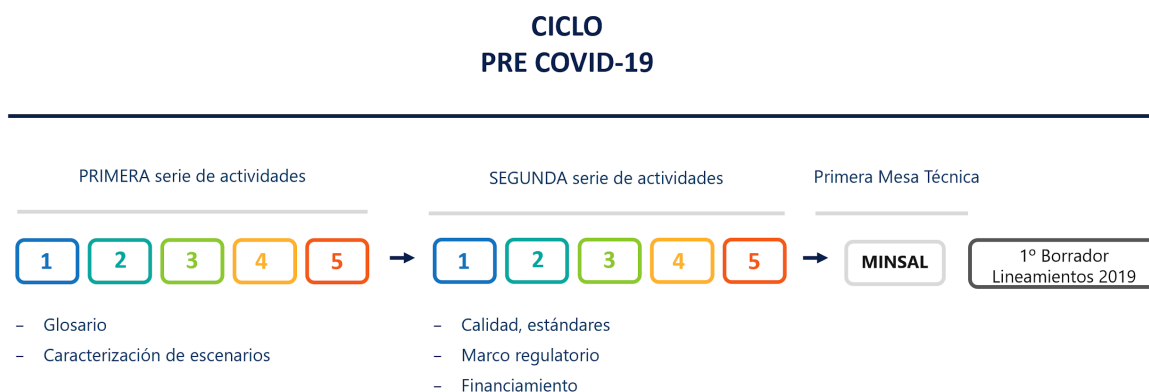 CICLO
PRE COVID-19
PRIMERA serie de actividades
SEGUNDA serie de actividades
Primera Mesa Técnica
1 2 3 4 5
1 2 3 4 5
MINSAL
1º Borrador
Lineamientos 2019
– Glosario
– Caracterización de escenarios
– Calidad, estándares
– Marco regulatorio
– Financiamiento